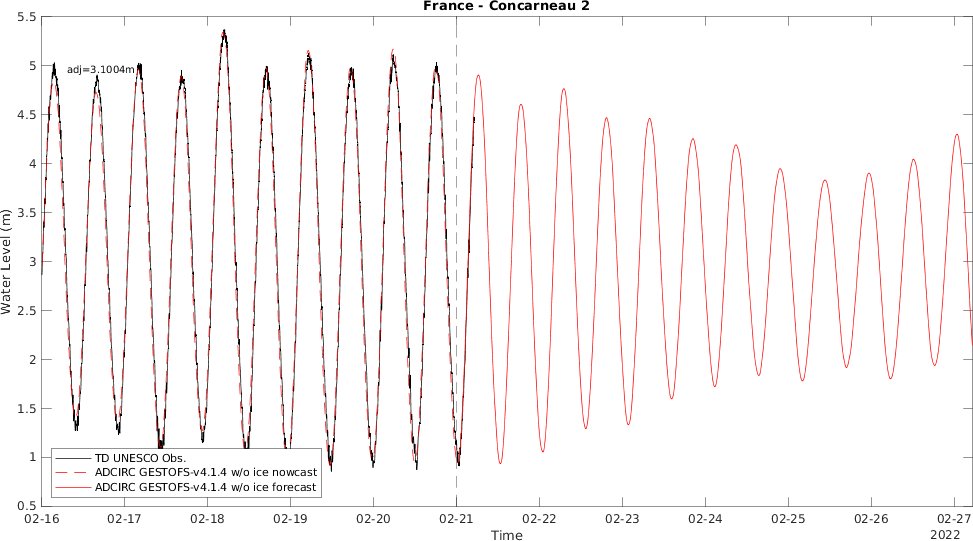 France - Concarneau 2
5.5
5
4.5
4
3.5
3
2.5
2
1.5
1
0.5
Water Level (m)
adj=3.1004m
TD UNESCO Obs.
ADCIRC GESTOFS-v4.1.4 w/o ice nowcast
ADCIRC GESTOFS-v4.1.4 w/o ice forecast
02-16 02-17 02-18 02-19 02-20 02-21 02-22 02-23 02-24 02-25 02-26 02-27
Time
2022